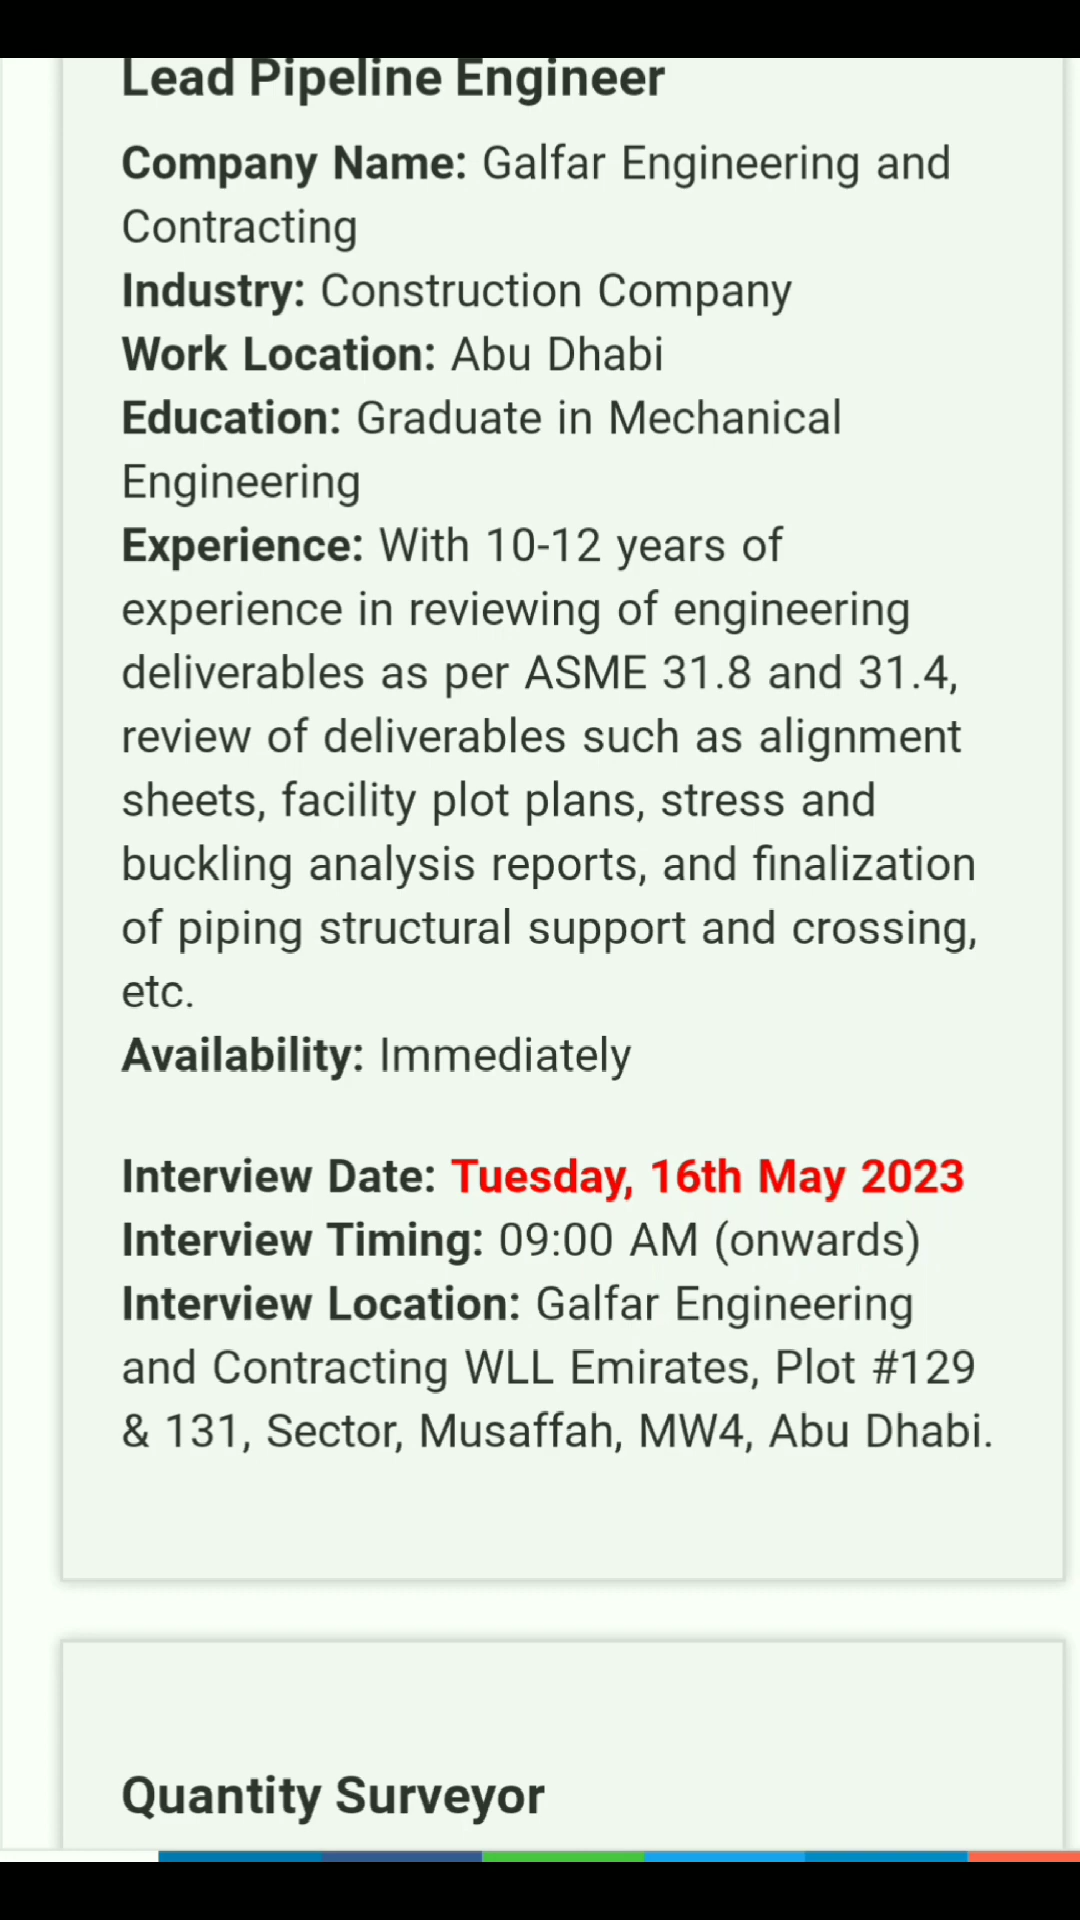 Lead Pipeline Engineer
Company Name: Galfar Engineering and
Contracting
Industry: Construction Company
Work Location: Abu Dhabi
Education: Graduate in Mechanical
Engineering
Experience: With 10-12 years of
experience in reviewing of engineering
deliverables as per ASME 31.8 and 31.4,
review of deliverables such as alignment
sheets, facility plot plans, stress and
buckling analysis reports, and finalization
of piping structural support and crossing,
etc.
Availability: Immediately
Interview Date: Tuesday, 16th May 2023
Interview Timing: 09:00 AM (onwards)
Interview Location: Galfar Engineering
and Contracting WLL Emirates, Plot #129
& 131, Sector, Musaffah, MW4, Abu Dhabi.
Quantity Surveyor